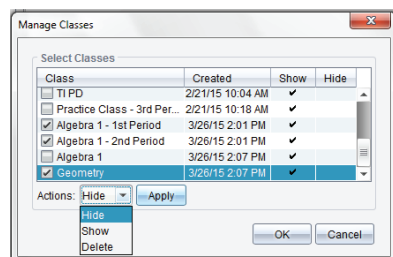 Manage Classes
x
Select Classes
Class Created Show Hide
TI PD 2/21/15 10:04 AM ✔
Practice Class - 3rd Per... 2/21/15 10:18 AM ✔
Algebra 1 - 1st Period 3/26/15 2:01 PM ✔
Algebra 1 - 2nd Period 3/26/15 2:01 PM ✔
Algebra 1 3/26/15 2:07 PM ✔
Geometry 3/26/15 2:07 PM ✔
Actions: Hide Apply
Hide
Show
Delete
OK Cancel